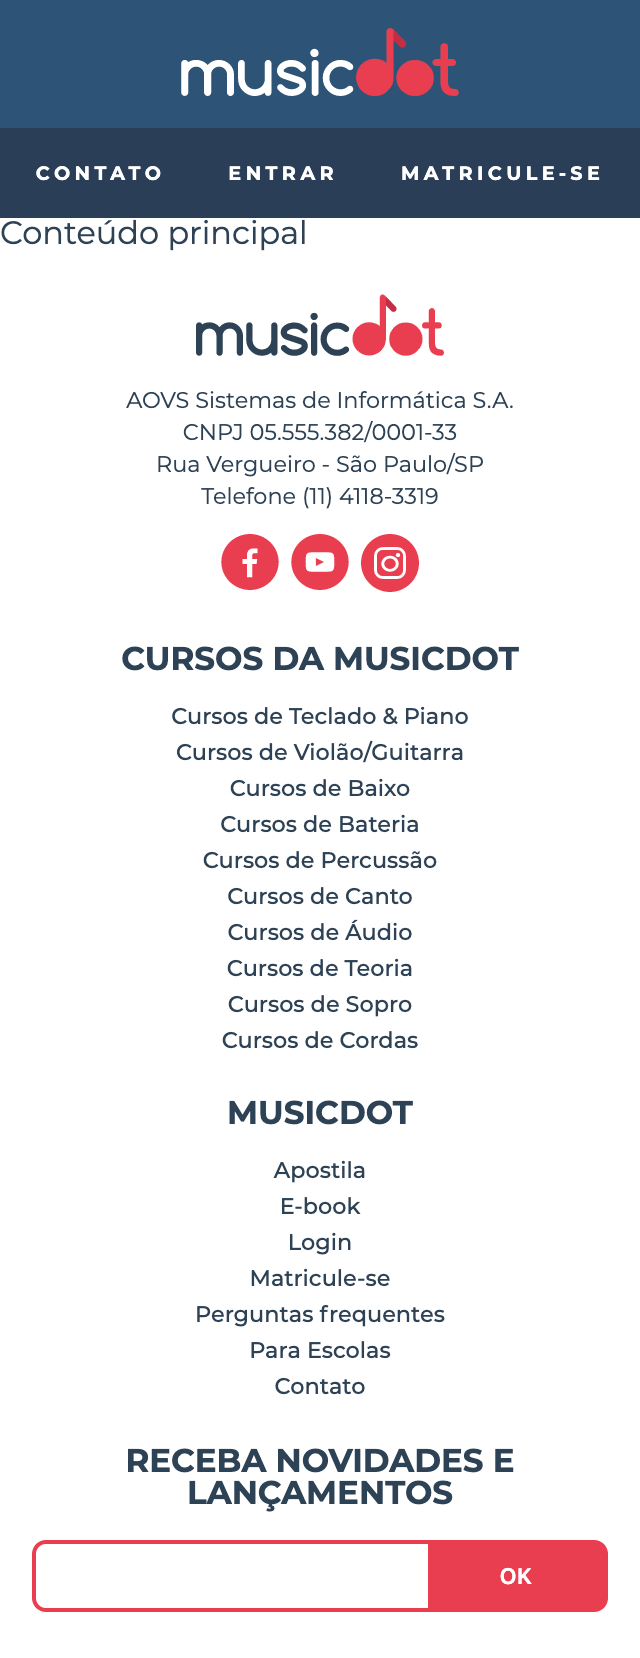 musicdot
CONTATO ENTRAR MATRICULE-SE
Conteúdo principal
musicdot
AOVS Sistemas de Informática S.A.
CNPJ 05.555.382/0001-33
Rua Vergueiro - São Paulo/SP
Telefone (11) 4118-3319
CURSOS DA MUSICDOT
Cursos de Teclado & Piano
Cursos de Violão/Guitarra
Cursos de Baixo
Cursos de Bateria
Cursos de Percussão
Cursos de Canto
Cursos de Áudio
Cursos de Teoria
Cursos de Sopro
Cursos de Cordas
MUSICDOT
Apostila
E-book
Login
Matricule-se
Perguntas frequentes
Para Escolas
Contato
RECEBA NOVIDADES E
LANÇAMENTOS
OK